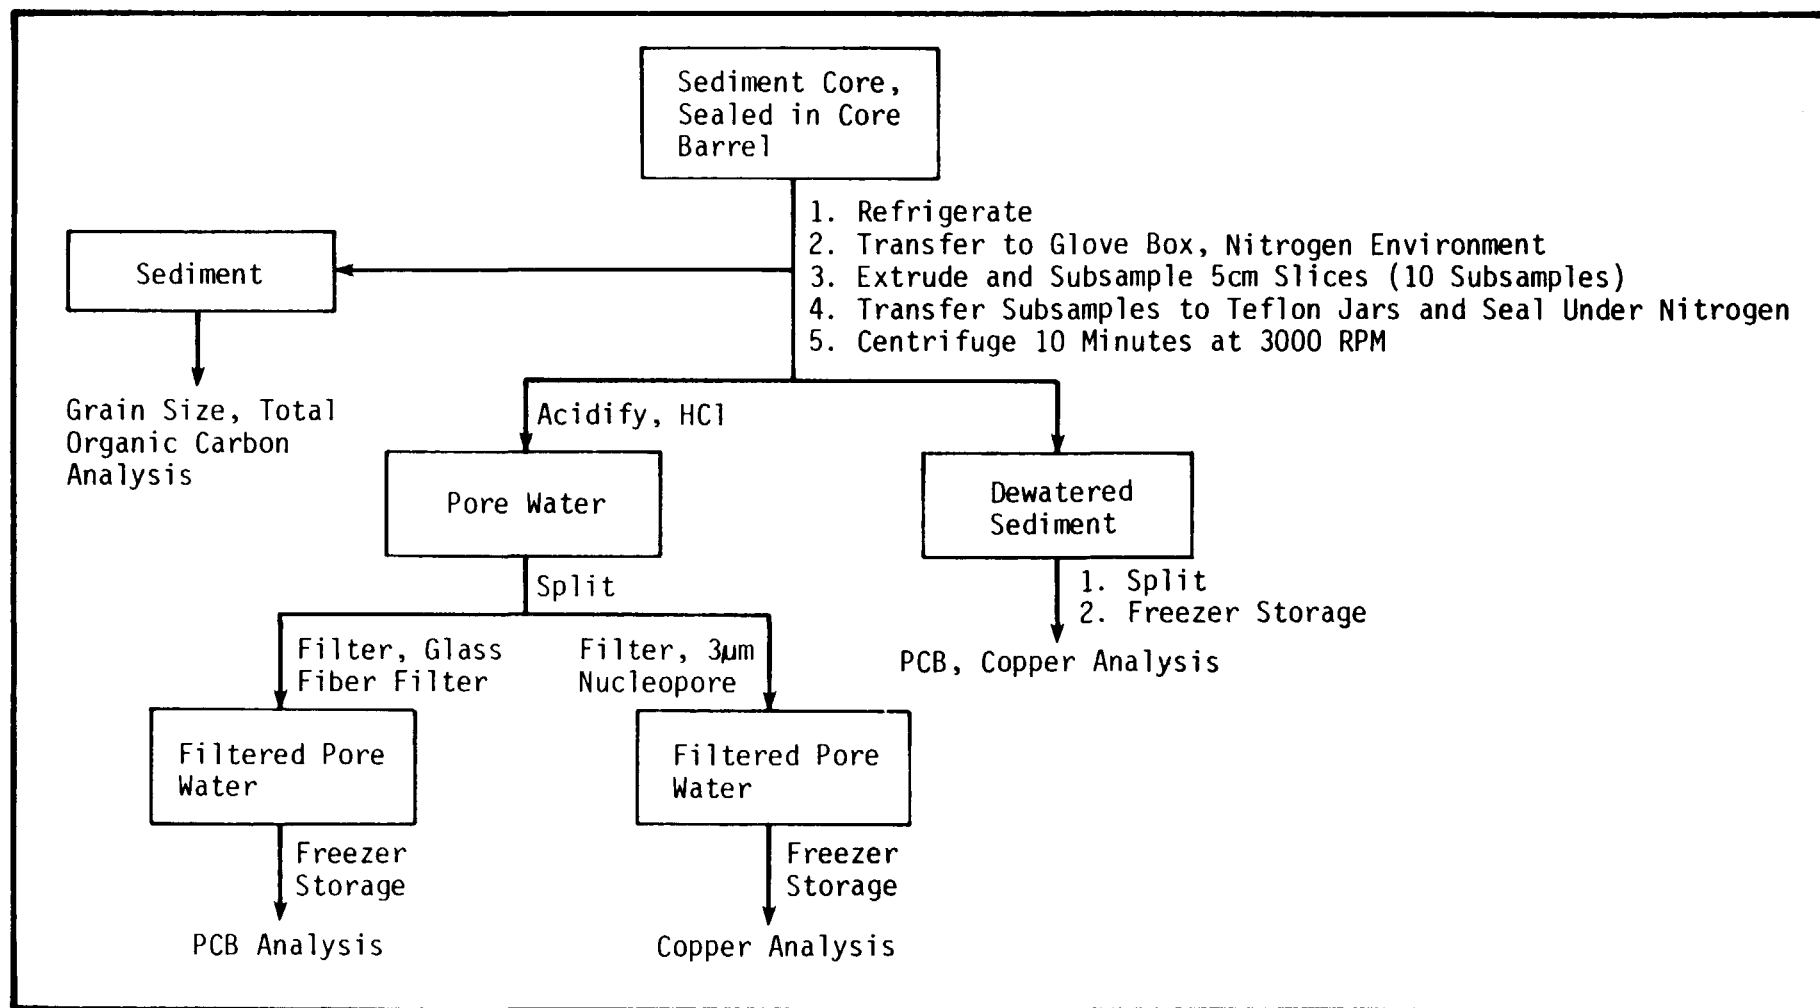 Sediment Core,
Sealed in Core
Barrel
1. Refrigerate
2. Transfer to Glove Box, Nitrogen Environment
3. Extrude and Subsample 5cm Slices (10 Subsamples)
4. Transfer Subsamples to Teflon Jars and Seal Under Nitrogen
5. Centrifuge 10 Minutes at 3000 RPM
Sediment
Grain Size, Total
Organic Carbon
Analysis
Acidify, HCl
Pore Water
Dewatered
Sediment
Split
1. Split
2. Freezer Storage
PCB, Copper Analysis
Filter, Glass
Fiber Filter
Filter, 3μm
Nucleopore
Filtered Pore
Water
Filtered Pore
Water
Freezer
Storage
Freezer
Storage
PCB Analysis
Copper Analysis